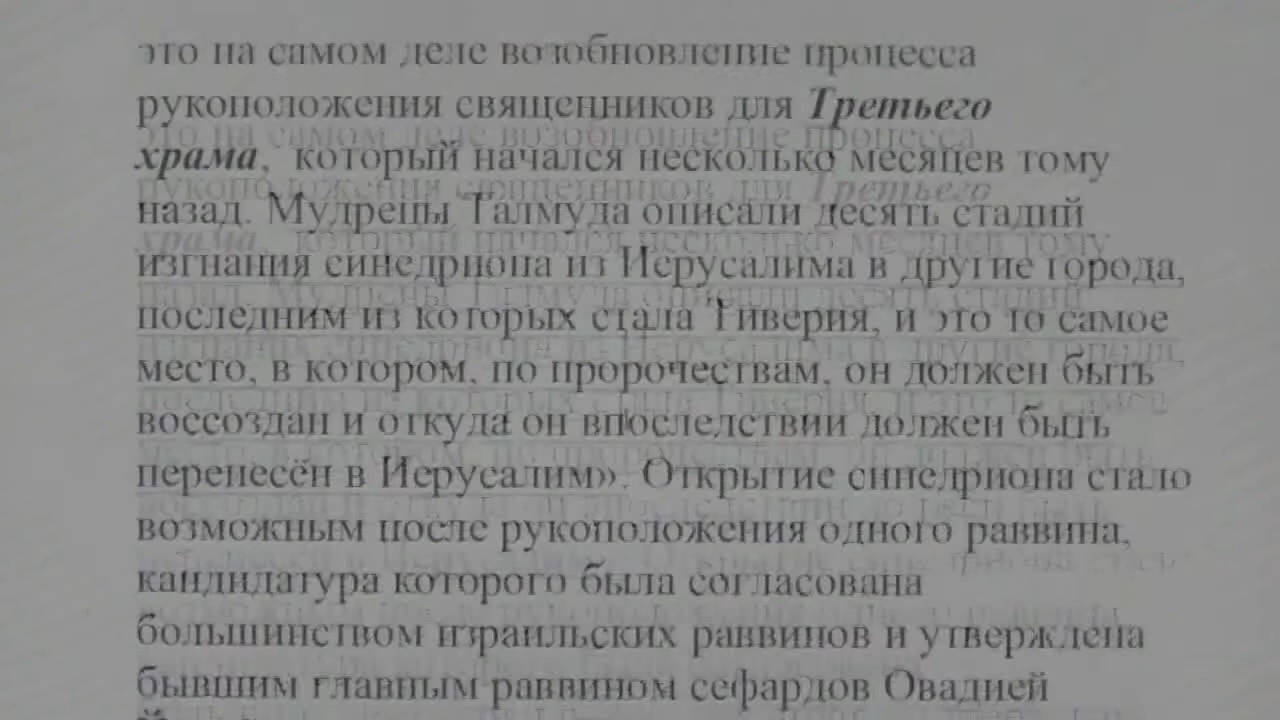 это на самом деле возобновление процесса
рукоположения священников для Третьего
храма, который начался несколько месяцев тому
назад. Мудрецы Талмуда описали десять стадий
изгнания синедриона из Иерусалима в другие города,
последним из которых стала Тиверия, и это то самое
место, в котором, по пророчествам, он должен быть
воссоздан и откуда он впоследствии должен быть
перенесён в Иерусалим». Открытие синедриона стало
возможным после рукоположения одного раввина,
кандидатура которого была согласована
большинством израильских раввинов и утверждена
бывшим главным раввином сефардов Овадией